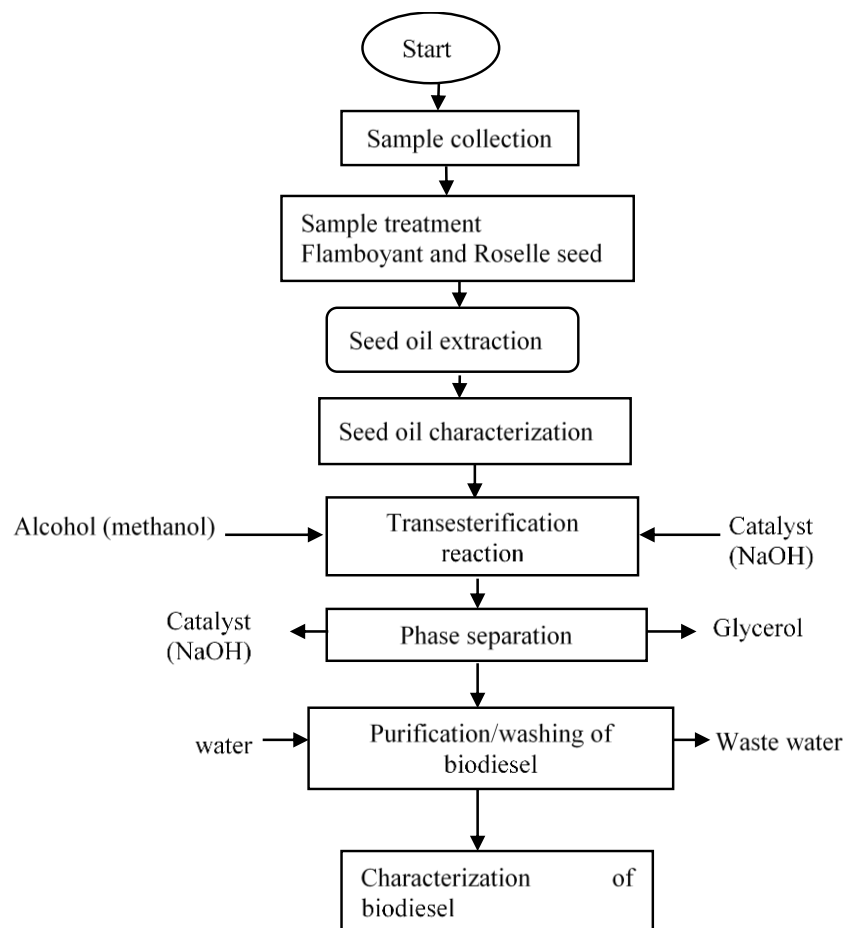 Start
Sample collection
Sample treatment
Flamboyant and Roselle seed
Seed oil extraction
Seed oil characterization
Alcohol (methanol)
Transesterification
reaction
Catalyst
(NaOH)
Catalyst
(NaOH)
Phase separation
Glycerol
water
Purification/washing of
biodiesel
Waste water
Characterization of
biodiesel